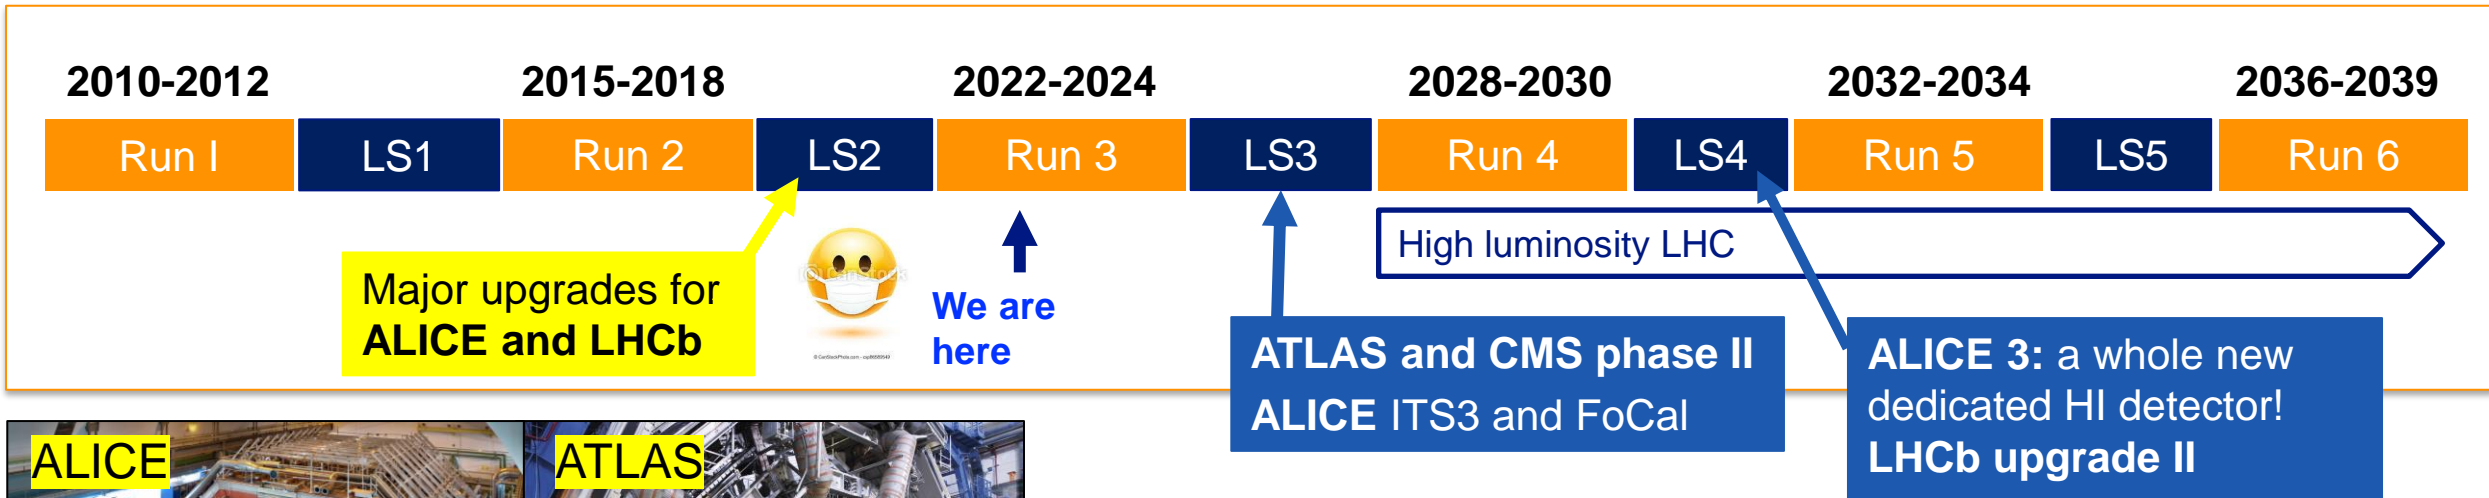 2010-2012 2015-2018 2022-2024 2028-2030 2032-2034 2036-2039
Run I LS1 Run 2 LS2 Run 3 LS3 Run 4 LS4 Run 5 LS5 Run 6
High luminosity LHC
Major upgrades for
ALICE and LHCb
© CanStock
© CanStockPhoto.com
We are
here
ATLAS and CMS phase II
ALICE ITS3 and FoCal
ALICE 3: a whole new
dedicated HI detector!
LHCb upgrade II
ALICE
ATLAS